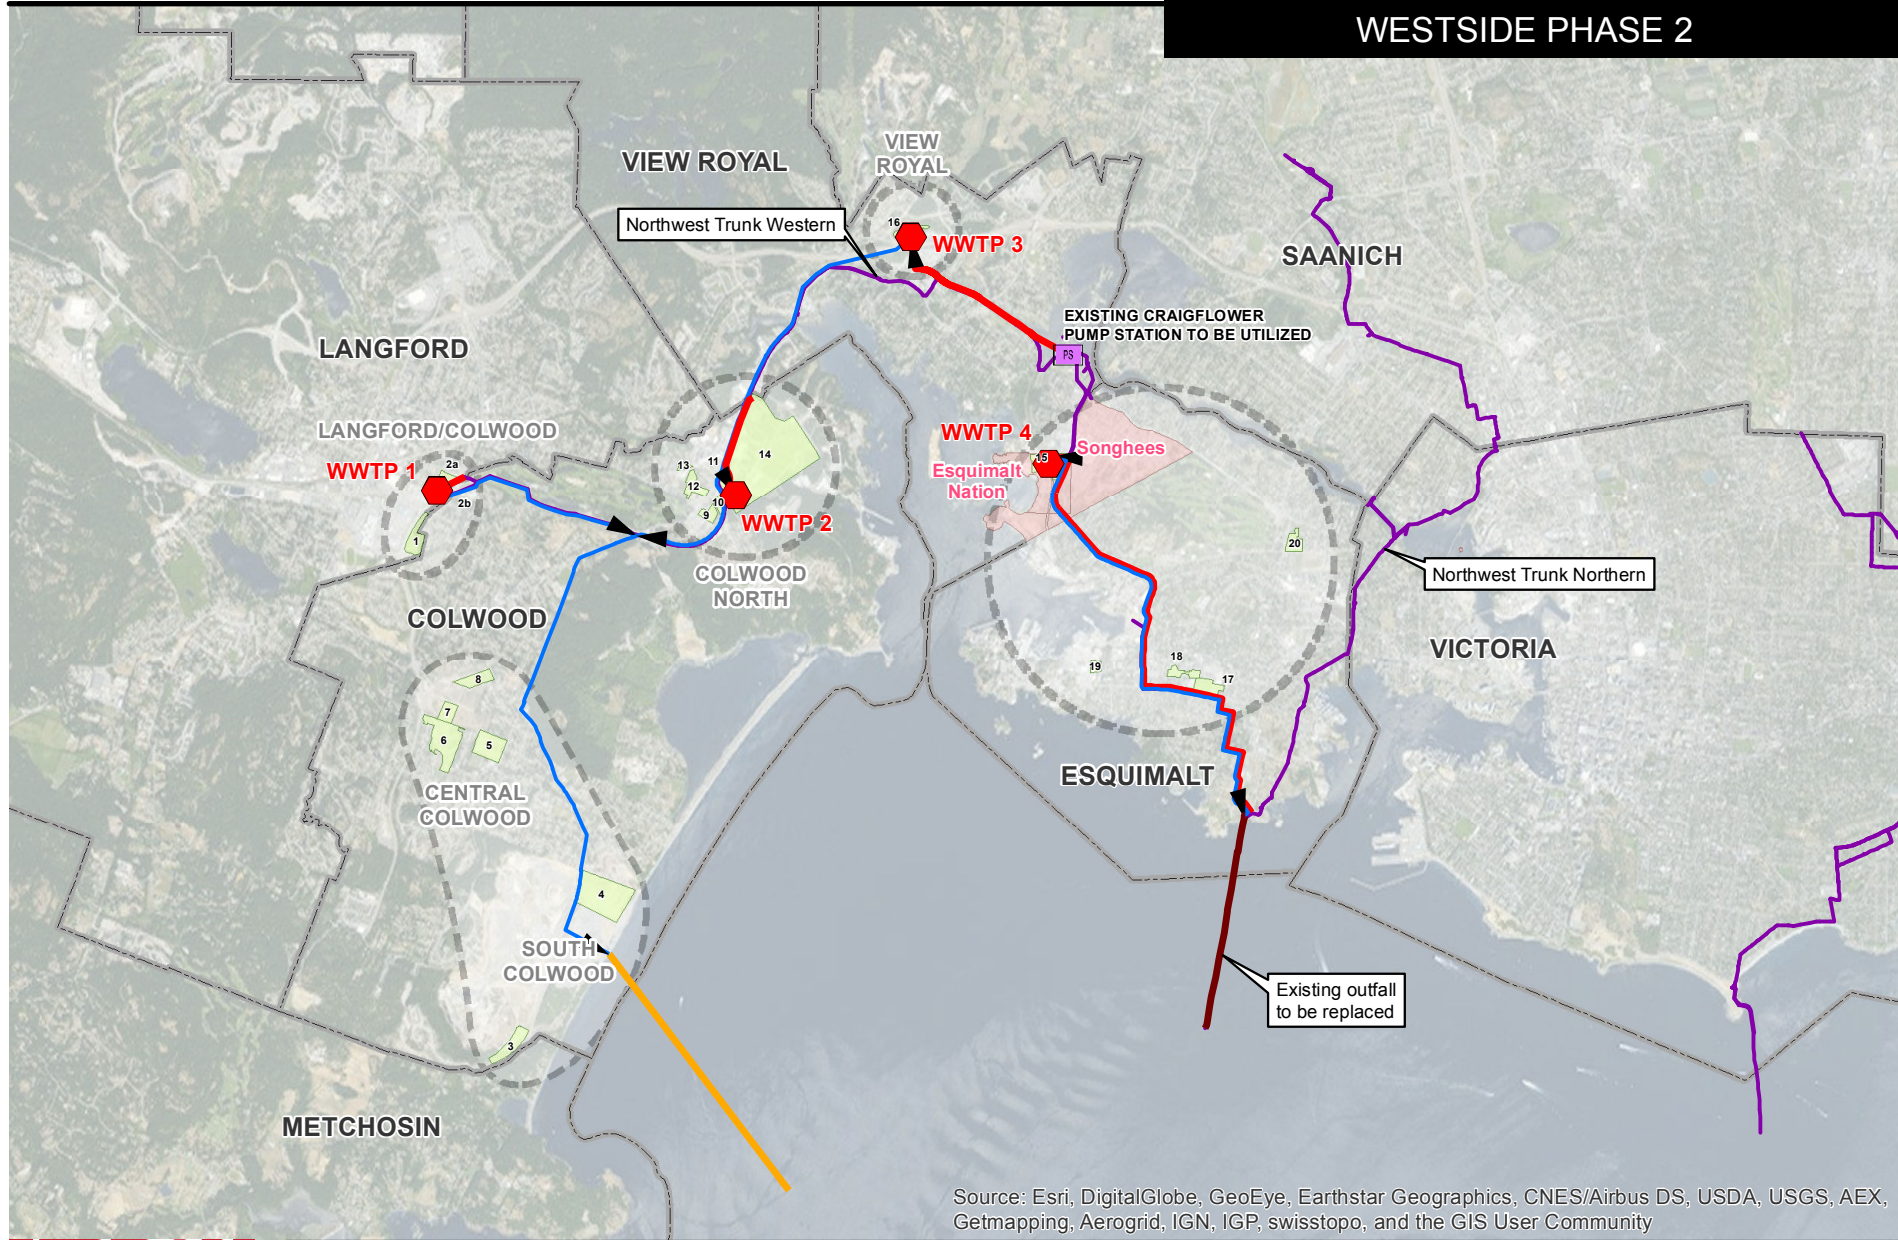 WESTSIDE PHASE 2
VIEW
ROYAL
VIEW ROYAL
Northwest Trunk Western
16
WWTP 3
SAANICH
EXISTING CRAIGFLOWER
PUMP STATION TO BE UTILIZED
PS
LANGFORD
LANGFORD/COLWOOD
WWTP 1
2a
2b
1
13
11
14
12
10
9
WWTP 2
COLWOOD
NORTH
WWTP 4
15
Songhees
Esquimalt
Nation
20
Northwest Trunk Northern
COLWOOD
VICTORIA
19
18
17
8
7
6
5
ESQUIMALT
CENTRAL
COLWOOD
4
SOUTH
COLWOOD
Existing outfall
to be replaced
3
METCHOSIN
Source: Esri, DigitalGlobe, GeoEye, Earthstar Geographics, CNES/Airbus DS, USDA, USGS, AEX,
Getmapping, Aerogrid, IGN, IGP, swisstopo, and the GIS User Community